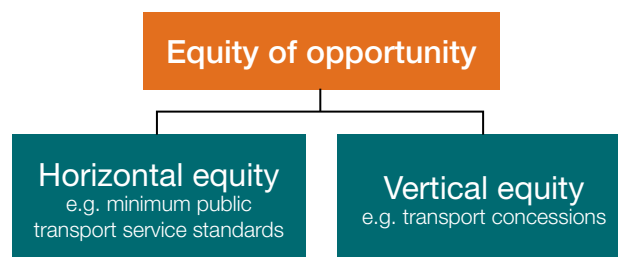 Equity of opportunity
Horizontal equity
e.g. minimum public
transport service standards
Vertical equity
e.g. transport concessions